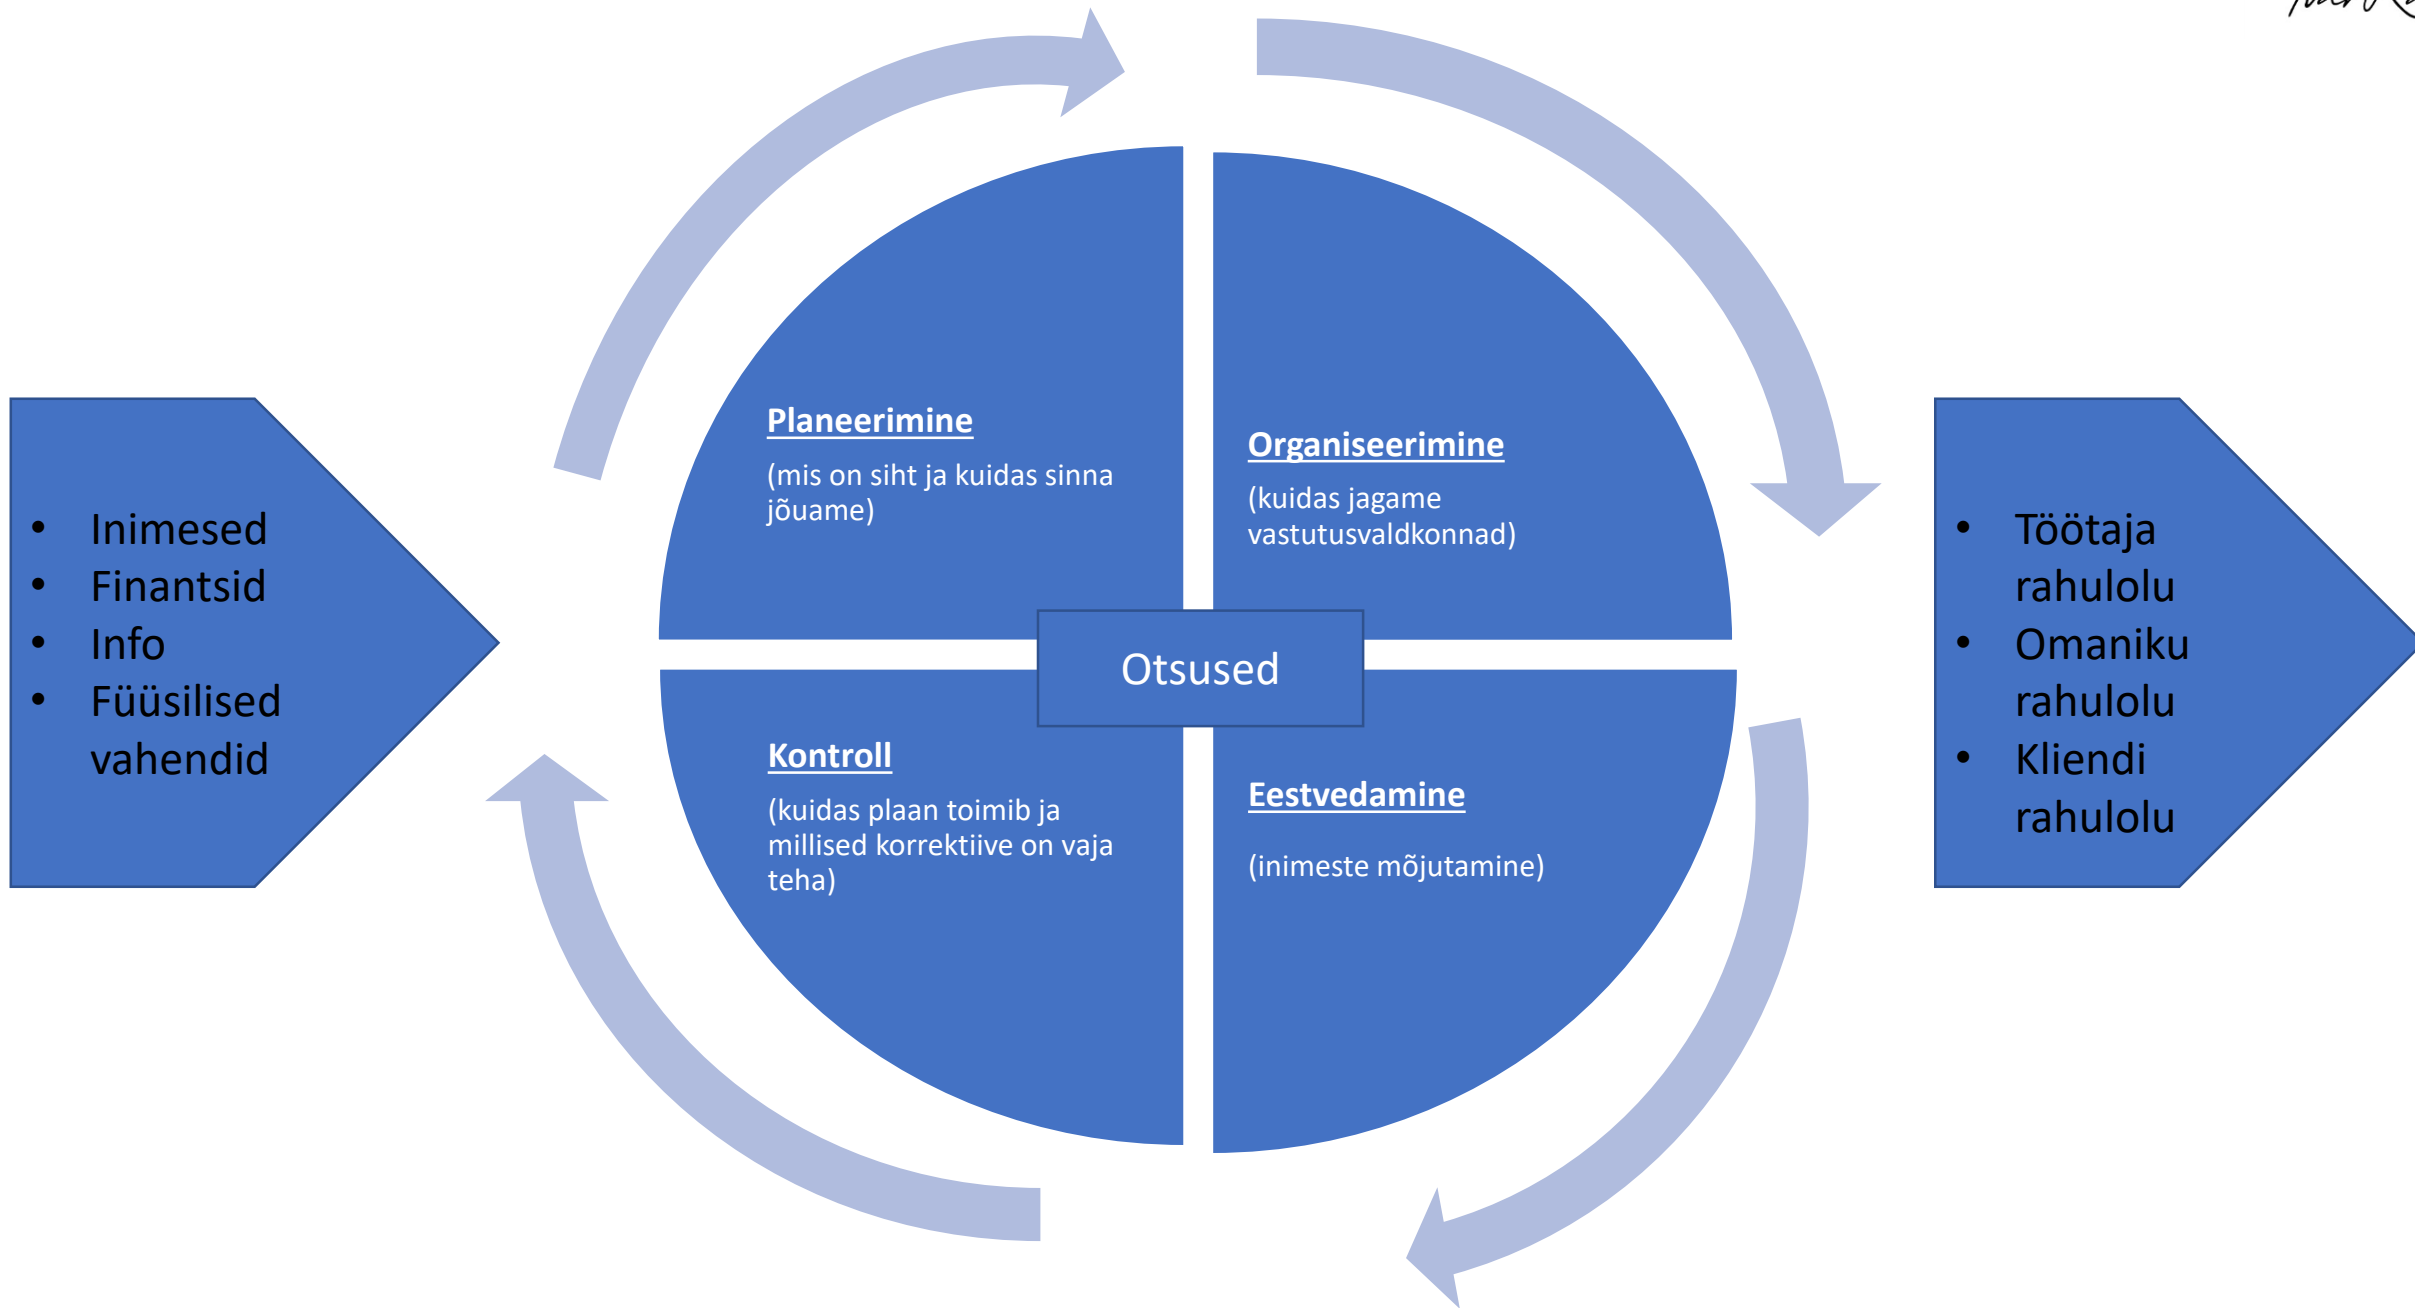 • Inimesed
• Finantsid
• Info
• Füüsilised
vahendid
Planeerimine
(mis on siht ja kuidas sinna
jõuame)
Organiseerimine
(kuidas jagame
vastutusvaldkonnad)
Otsused
Kontroll
(kuidas plaan toimib ja
millised korrektiive on vaja
teha)
Eestvedamine
(inimeste mõjutamine)
• Töötaja
rahulolu
• Omaniku
rahulolu
• Kliendi
rahulolu